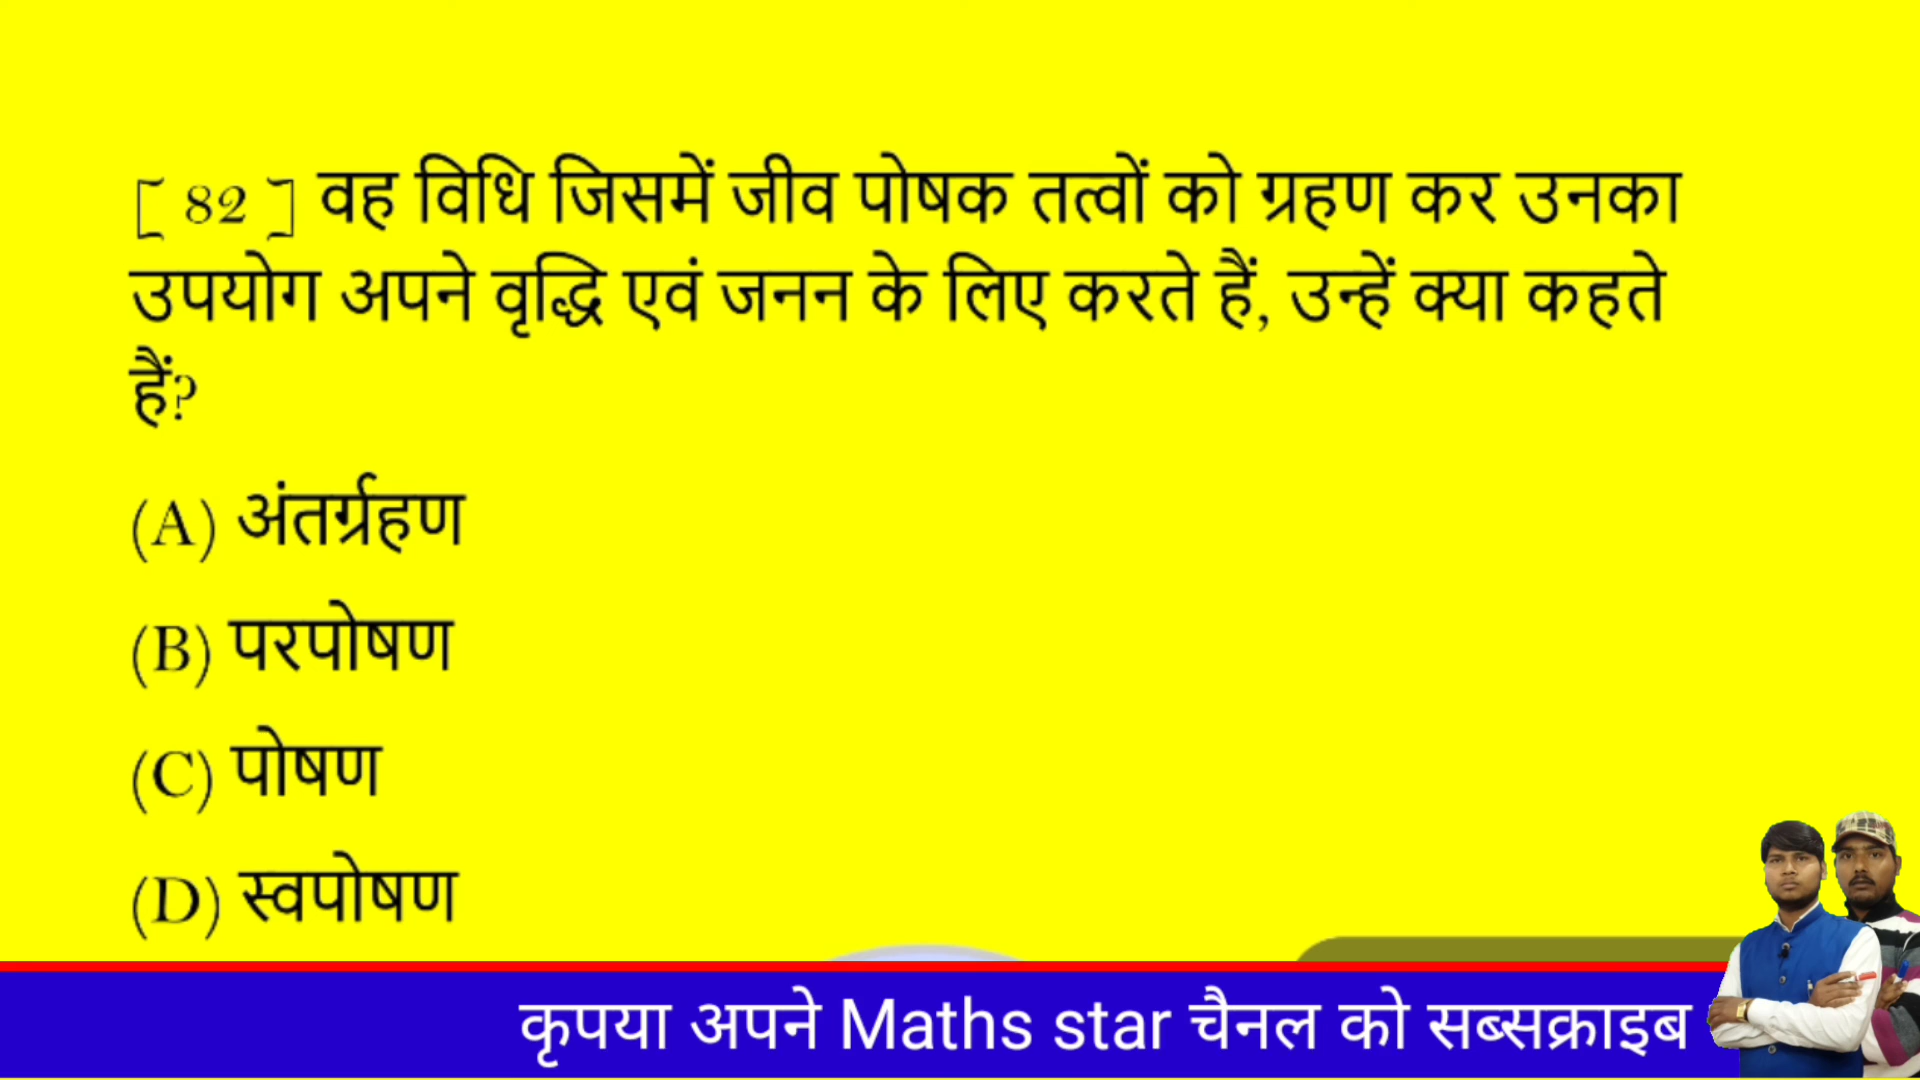 [ 82 ] वह विधि जिसमें जीव पोषक तत्वों को ग्रहण कर उनका
उपयोग अपने वृद्धि एवं जनन के लिए करते हैं, उन्हें क्या कहते
हैं?
(A) अंतर्ग्रहण
(B) परपोषण
(C) पोषण
(D) स्वपोषण
कृपया अपने Maths star चैनल को सब्सक्राइब